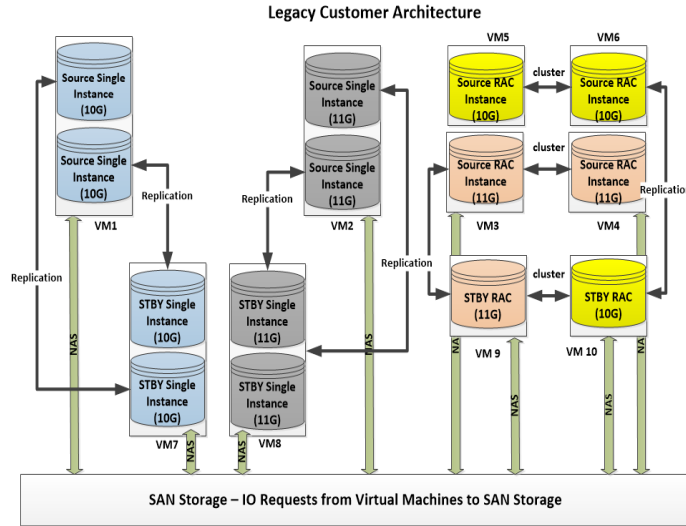 Legacy Customer Architecture
VM5
VM6
Source Single
Instance
(10G)
Source Single
Instance
(10G)
VM1
Source Single
Instance
(11G)
Source Single
Instance
(11G)
VM2
Source RAC
Instance
(10G)
cluster
Source RAC
Instance
(10G)
Source RAC
Instance
(11G)
cluster
Source RAC
Instance
(11G)
VM3
VM4
Replication
Replication
Replication
Replication
Replication
STBY Single
Instance
(10G)
STBY Single
Instance
(10G)
VM7
STBY Single
Instance
(11G)
STBY Single
Instance
(11G)
VM8
STBY RAC
(11G)
cluster
STBY RAC
(10G)
VM 9
VM 10
NAS
NAS
NAS
NAS
NA
NAS
NAS
NA
SAN Storage – IO Requests from Virtual Machines to SAN Storage